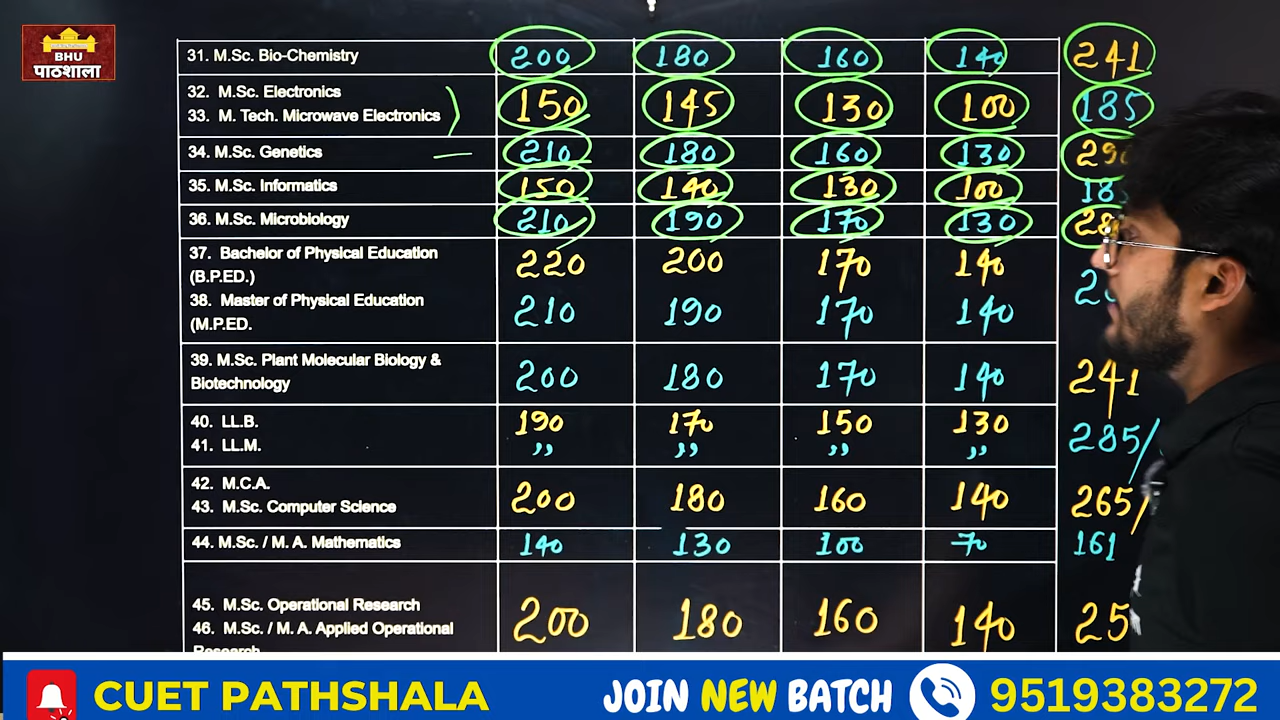 BHU
पाठशाला
31. M.Sc. Bio-Chemistry 200 180 160 140 241
32. M.Sc. Electronics
33. M. Tech. Microwave Electronics 150 145 130 100 185
34. M.Sc. Genetics 210 180 160 130
35. M.Sc. Informatics 150 140 130 100
36. M.Sc. Microbiology 210 190 170 130
37. Bachelor of Physical Education 220 200 170 140
(B.P.ED.)
38. Master of Physical Education 210 190 170 140
(M.P.ED.
39. M.Sc. Plant Molecular Biology & 200 180 170 140 241
Biotechnology
40. LL.B. 190 170 150 130
41. LL.M. ,, ,, ,, ,, 285/
42. M.C.A.
43. M.Sc. Computer Science 200 180 160 140 265/
44. M.Sc. / M. A. Mathematics 140 130 100 70 161
45. M.Sc. Operational Research 200 180 160 140
46. M.Sc. / M. A. Applied Operational
Research
CUET PATHSHALA JOIN NEW BATCH 9519383272